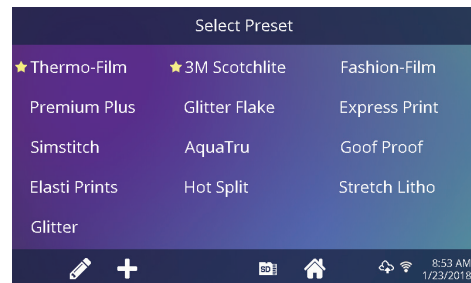 Select Preset
Thermo-Film 3M Scotchlite Fashion-Film
Premium Plus Glitter Flake Express Print
Simstitch AquaTru Goof Proof
Elasti Prints Hot Split Stretch Litho
Glitter
SD 8:53 AM
1/23/2018